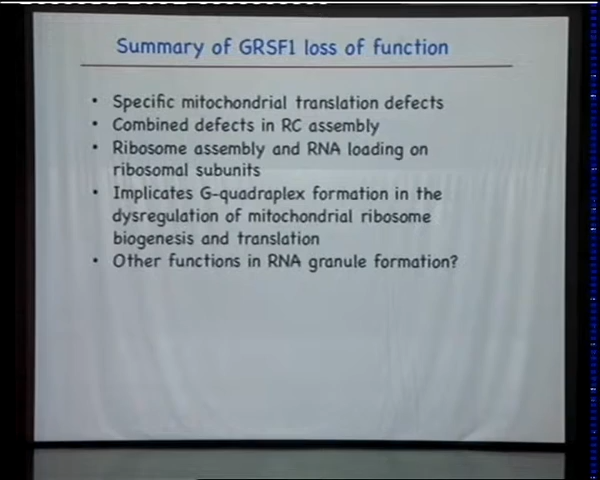 Summary of GRSF1 loss of function
• Specific mitochondrial translation defects
• Combined defects in RC assembly
• Ribosome assembly and RNA loading on
ribosomal subunits
• Implicates G-quadraplex formation in the
dysregulation of mitochondrial ribosome
biogenesis and translation
• Other functions in RNA granule formation?